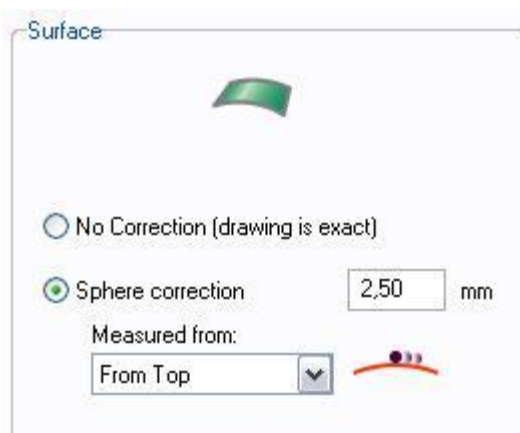 Surface
No Correction (drawing is exact)
Sphere correction 2,50 mm
Measured from:
From Top